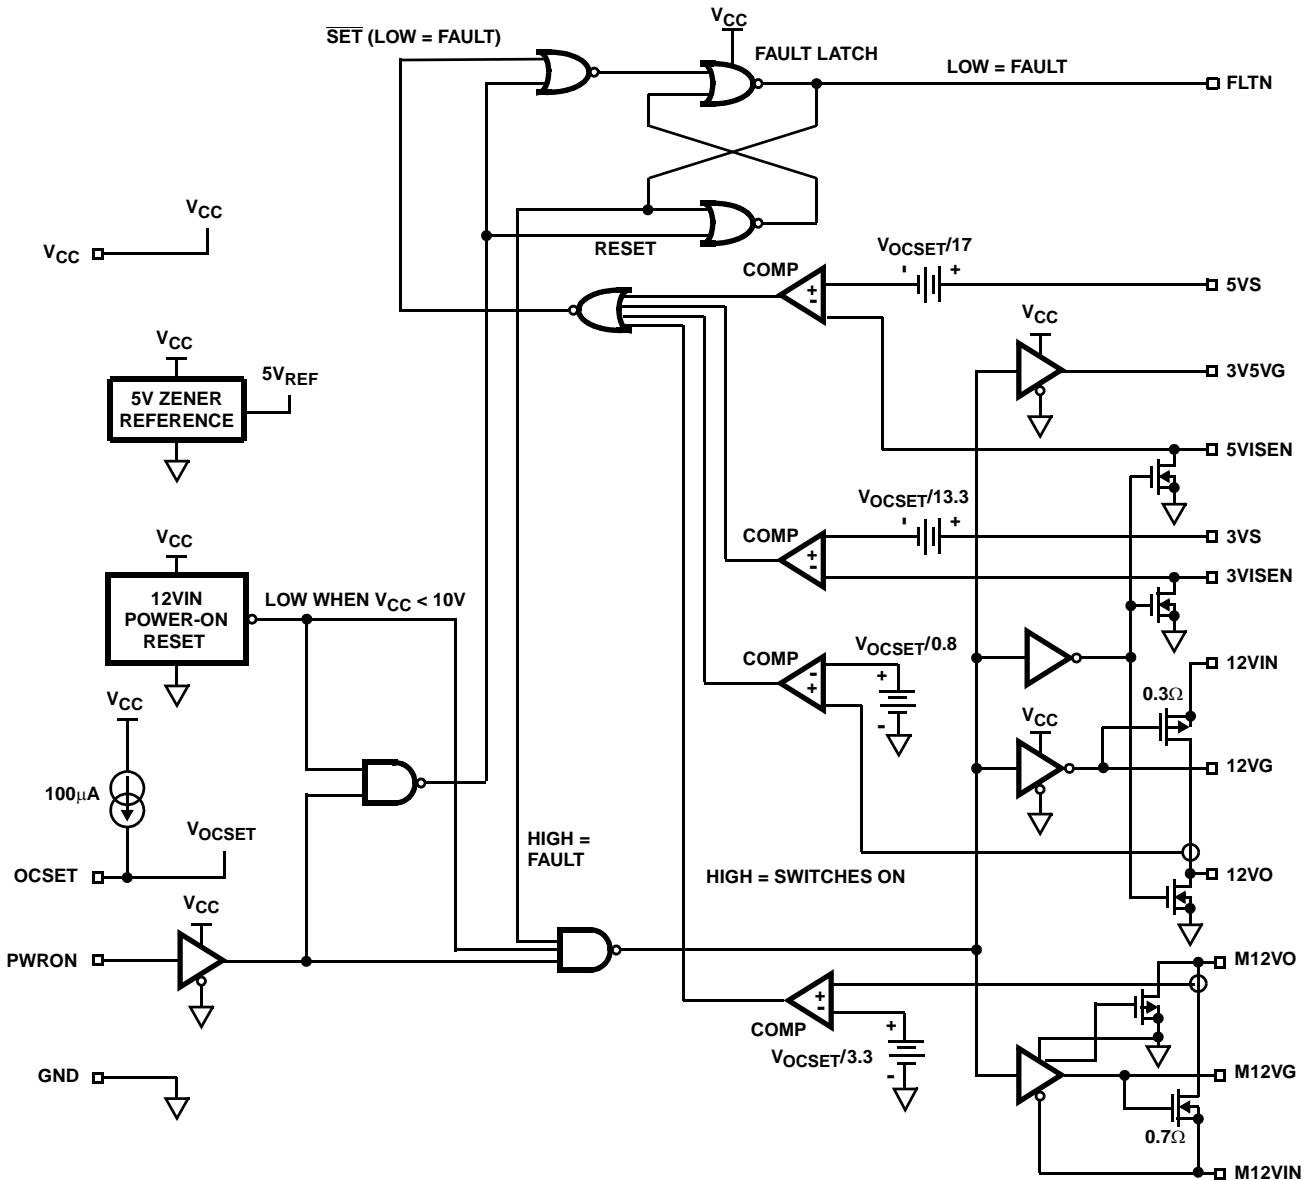 VCC
SET (LOW = FAULT)
FAULT LATCH
LOW = FAULT
FLTN
VCC
VCC
RESET
VOCSET/17
- +
COMP
+
-
5VS
VCC
3V5VG
VCC
5VREF
5V ZENER
REFERENCE
5VISEN
VOCSET/13.3
- +
COMP
+
-
3VS
3VISEN
VCC
12VIN
POWER-ON
RESET
LOW WHEN VCC < 10V
COMP
-
+
VOCSET/0.8
+
-
12VIN
0.3Ω
VCC
12VG
VCC
100μA
VOCSET
OCSET
HIGH =
FAULT
HIGH = SWITCHES ON
12VO
VCC
PWRON
M12VO
COMP
+
-
VOCSET/3.3
+
-
GND
M12VG
0.7Ω
M12VIN